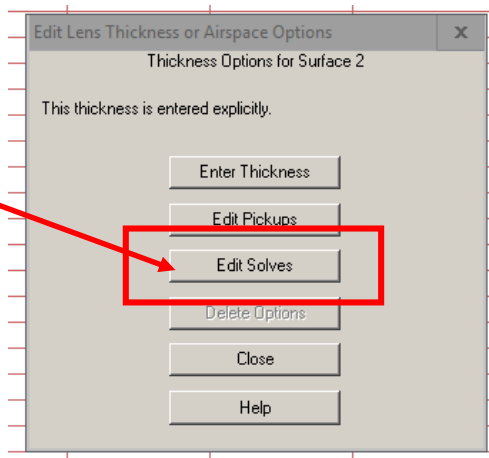 Edit Lens Thickness or Airspace Options X
Thickness Options for Surface 2
This thickness is entered explicitly.
Enter Thickness
Edit Pickups
Edit Solves
Delete Options
Close
Help